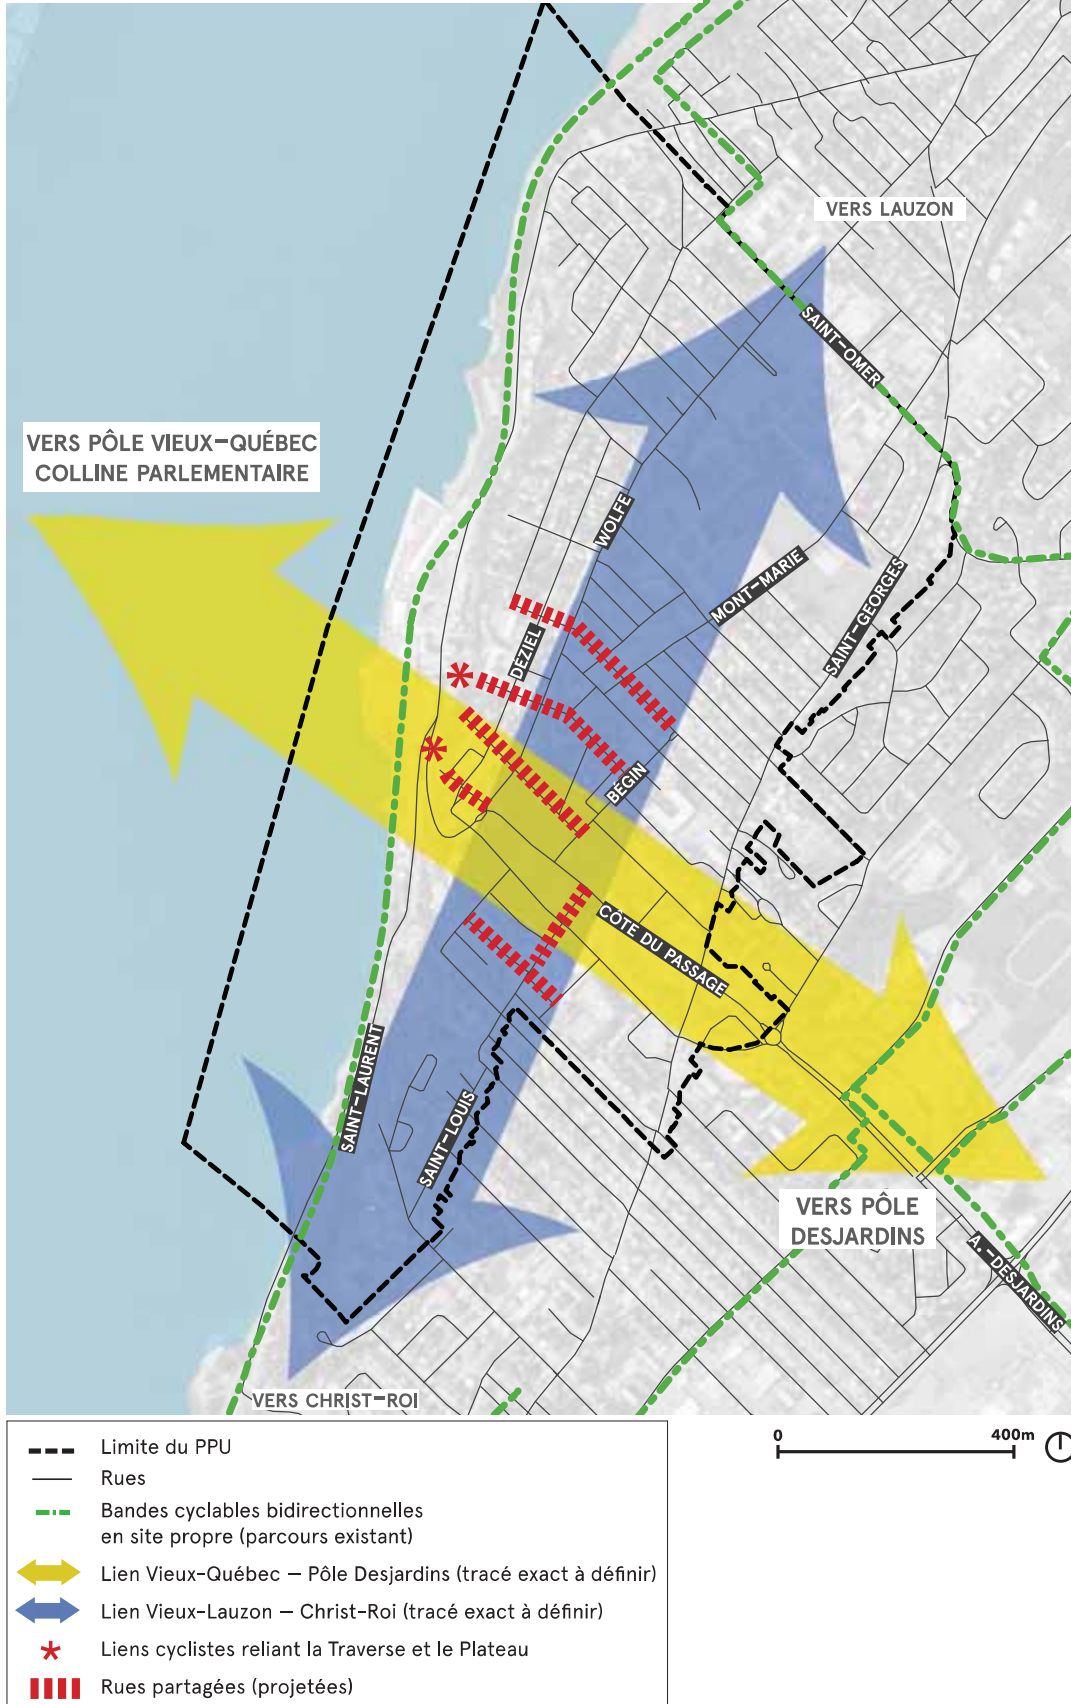 VERS LAUZON
SAINT-OMER
VERS PÔLE VIEUX-QUÉBEC
COLLINE PARLEMENTAIRE
WOLFE
MONT-MARIE
SAINT-GEORGES
DÉZIEL
BÉGIN
CÔTE DU PASSAGE
SAINT-LAURENT
SAINT-LOUIS
VERS PÔLE
DESJARDINS
A.-DESJARDINS
VERS CHRIST-ROI
Limite du PPU
Rues
Bandes cyclables bidirectionnelles
en site propre (parcours existant)
Lien Vieux-Québec – Pôle Desjardins (tracé exact à définir)
Lien Vieux-Lauzon – Christ-Roi (tracé exact à définir)
Liens cyclistes reliant la Traverse et le Plateau
Rues partagées (projetées)
0 400m